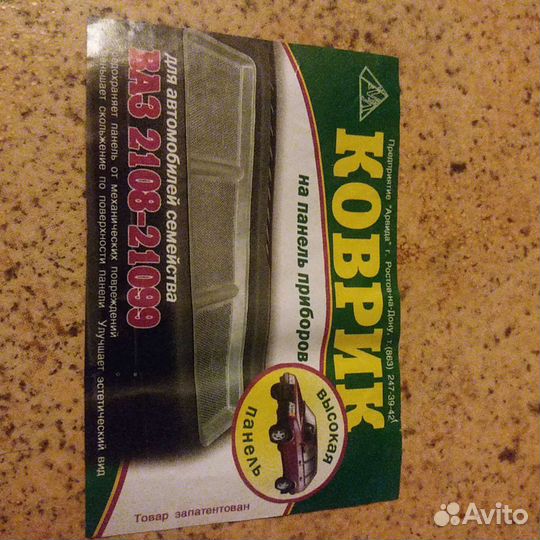 Предприятие "Арвида" г. Ростов-на-Дону, т.(863) 247-39-42
КОВРИК
на панель приборов
высокая
панель
для автомобилей семейства
ВАЗ 2108-21099
Предохраняет панель от механических повреждений
Уменьшает скольжение по поверхности панели Улучшает эстетический вид
Товар запатентован
Avito